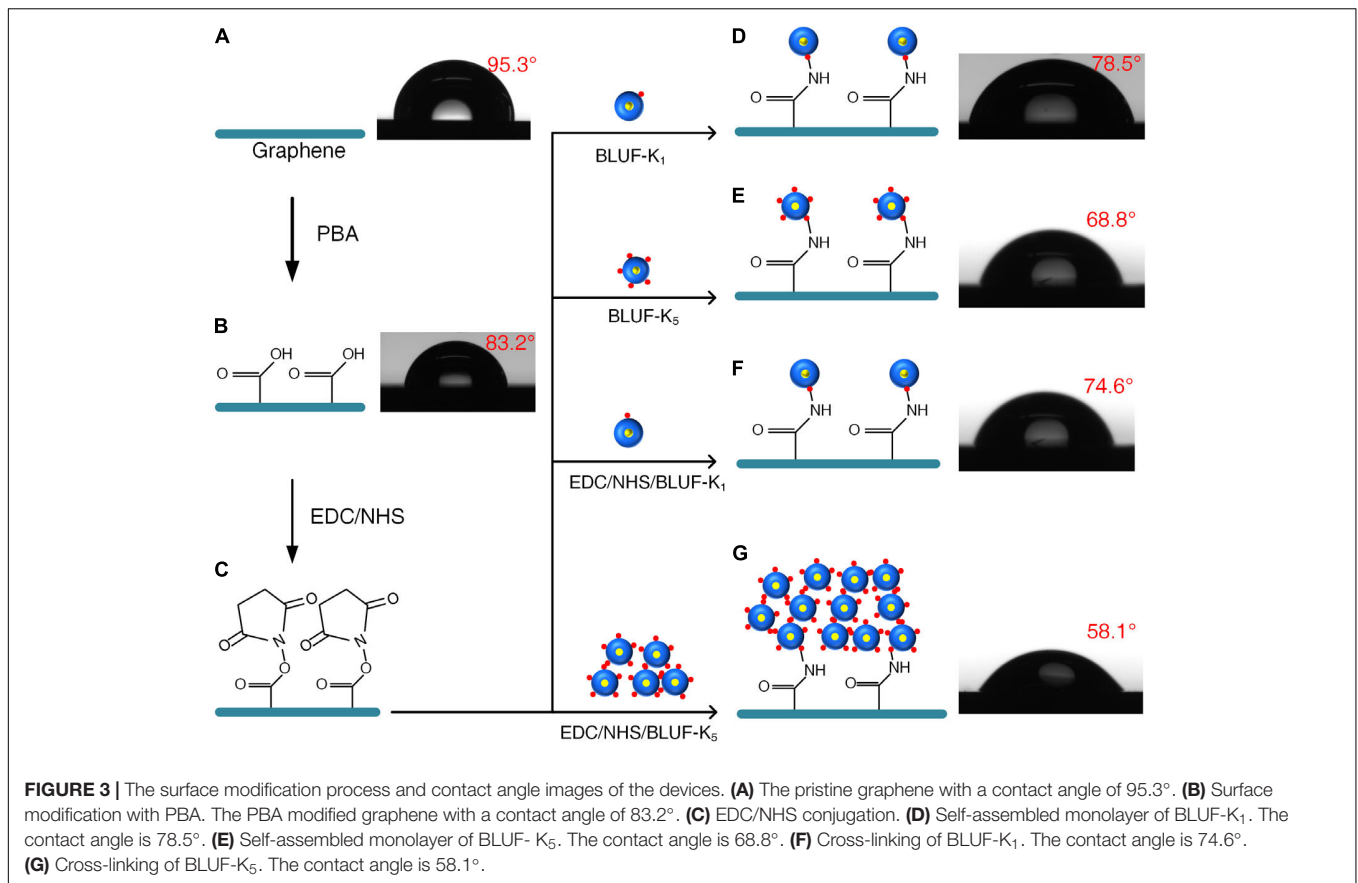 A
95.3°
Graphene
PBA
B
O
OH
O
OH
83.2°
EDC/NHS
C
O
O
O
O
N
N
O
O
O
O
BLUF-K₁
BLUF-K₅
EDC/NHS/BLUF-K₁
EDC/NHS/BLUF-K₅
D
O
NH
O
NH
78.5°
E
O
NH
O
NH
68.8°
F
O
NH
O
NH
74.6°
G
O
NH
O
NH
58.1°
FIGURE 3 | The surface modification process and contact angle images of the devices. (A) The pristine graphene with a contact angle of 95.3°. (B) Surface
modification with PBA. The PBA modified graphene with a contact angle of 83.2°. (C) EDC/NHS conjugation. (D) Self-assembled monolayer of BLUF-K₁. The
contact angle is 78.5°. (E) Self-assembled monolayer of BLUF- K₅. The contact angle is 68.8°. (F) Cross-linking of BLUF-K₁. The contact angle is 74.6°.
(G) Cross-linking of BLUF-K₅. The contact angle is 58.1°.